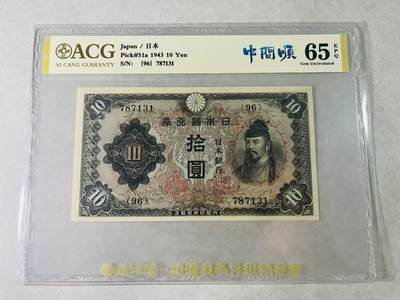 ACG
AI CANG GUARANTY
Japan / 日本
Pick#51a 1943 10 Yen
S/N: {96} 787131
中間順
65 EPQ
Gem Uncirculated
10 10
787131 {96}
券行銀本日
拾圓
日本銀行
{96} 787131
10 10